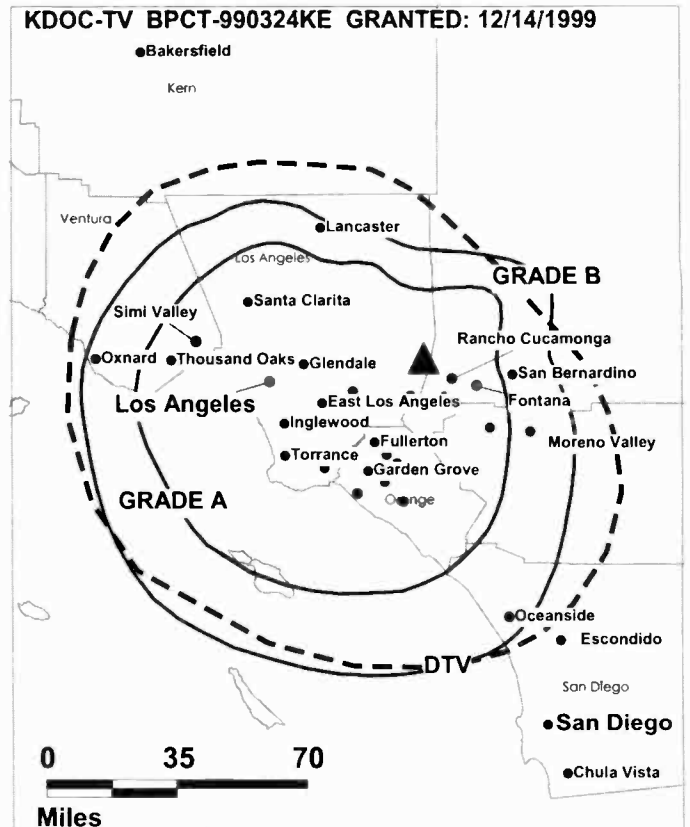 KDOC-TV BPCT-990324KE GRANTED: 12/14/1999
Bakersfield
Kern
Ventura
Lancaster
Los Angeles
GRADE B
Santa Clarita
Simi Valley
Rancho Cucamonga
Oxnard
Thousand Oaks
Glendale
San Bernardino
Los Angeles
East Los Angeles
Fontana
Inglewood
Fullerton
Moreno Valley
Torrance
Garden Grove
GRADE A
Orange
Oceanside
Escondido
DTV
San Diego
San Diego
0 35 70
Chula Vista
Miles